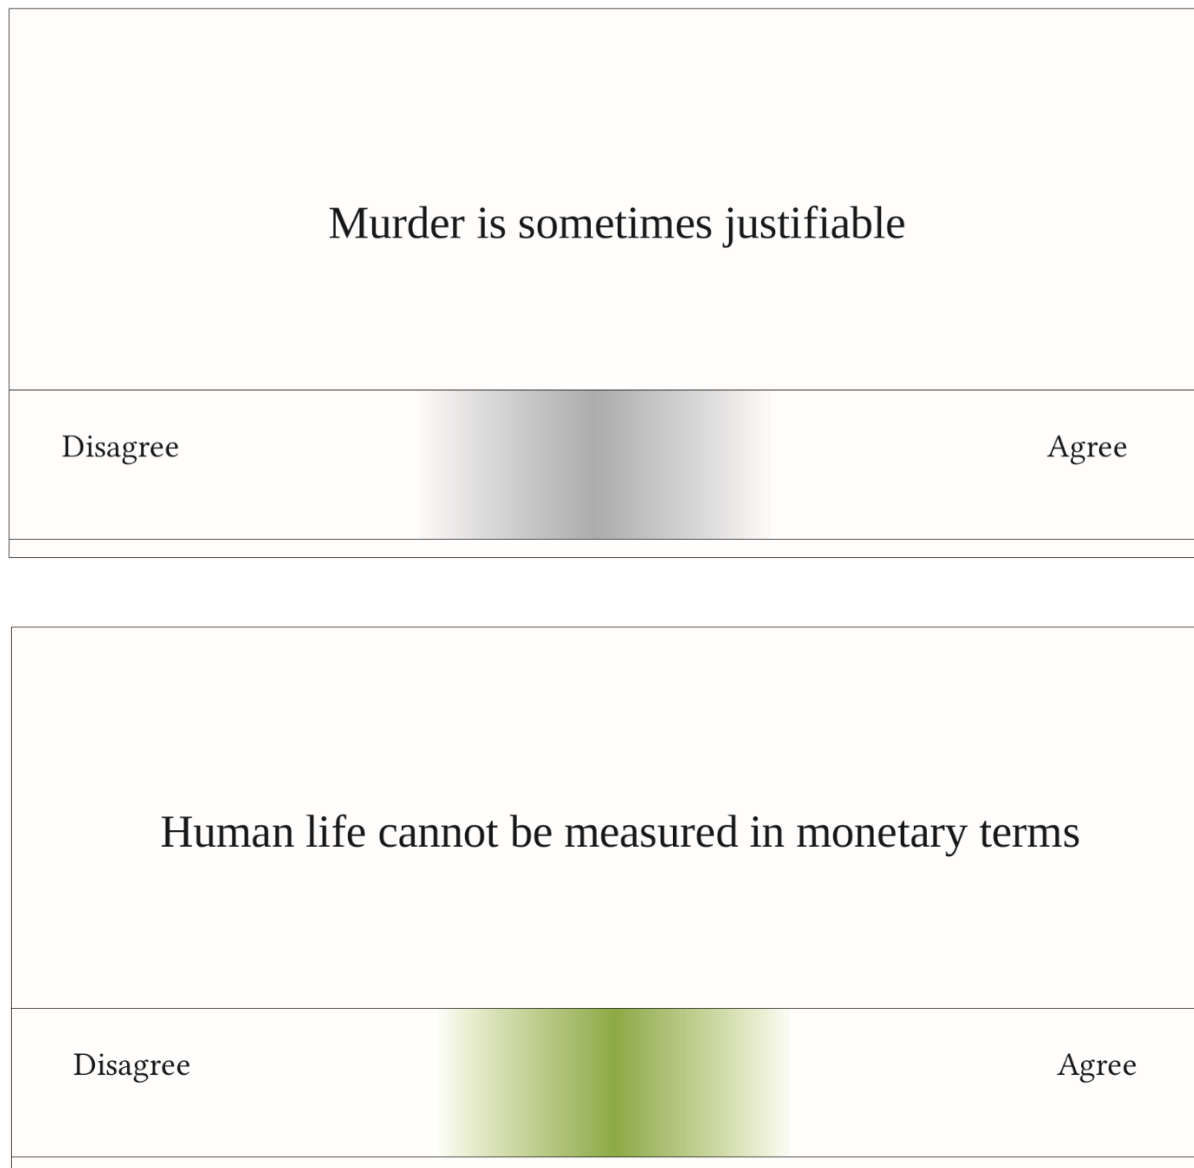 Murder is sometimes justifiable
Disagree
Agree
Human life cannot be measured in monetary terms
Disagree
Agree